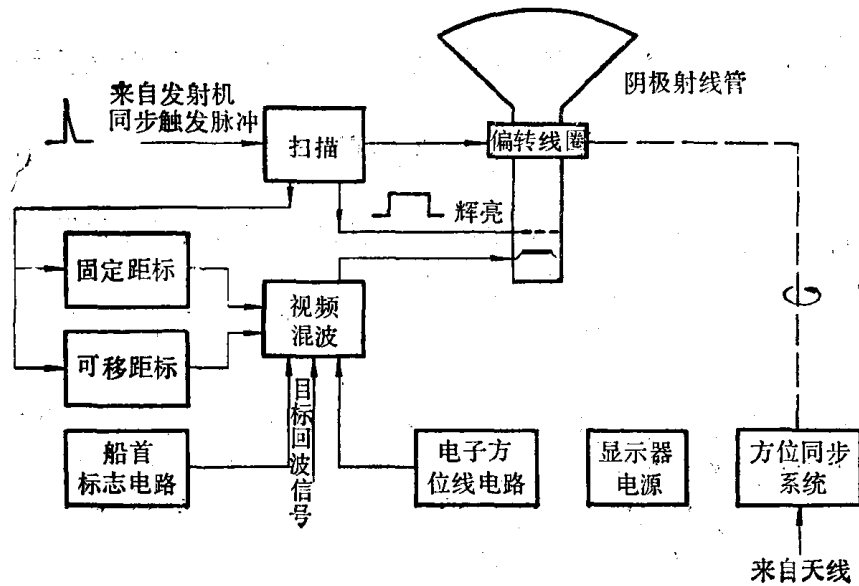 来自发射机
同步触发脉冲
扫描
阴极射线管
偏转线圈
辉亮
固定距标
视频
混波
可移距标
目标回波信号
船首
标志电路
电子方
位线电路
显示器
电源
方位同步
系统
来自天线